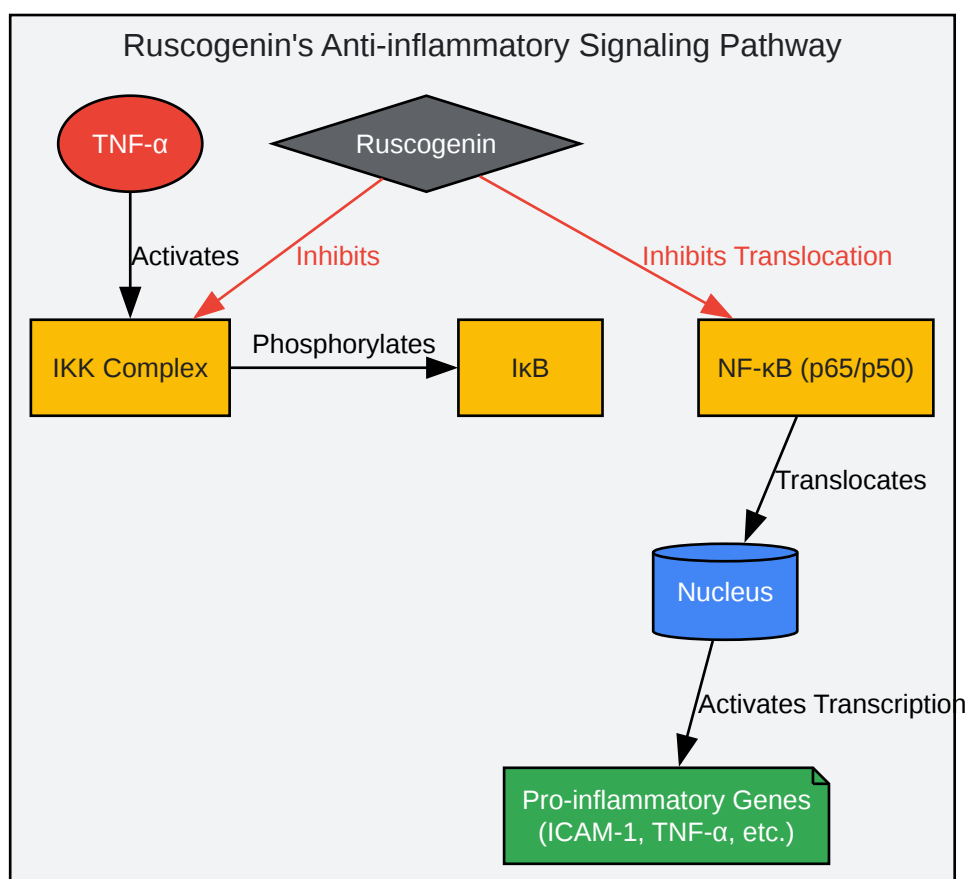 Ruscogenin's Anti-inflammatory Signaling Pathway
TNF-α
Ruscogenin
Activates
Inhibits
Inhibits Translocation
IKK Complex
Phosphorylates
IκB
NF-κB (p65/p50)
Translocates
Nucleus
Activates Transcription
Pro-inflammatory Genes
(ICAM-1, TNF-α, etc.)